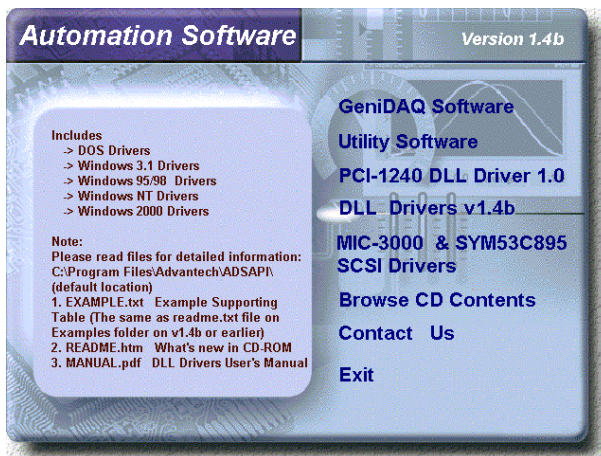 Automation Software
Version 1.4b
Includes
-> DOS Drivers
-> Windows 3.1 Drivers
-> Windows 95/98 Drivers
-> Windows NT Drivers
-> Windows 2000 Drivers
Note:
Please read files for detailed information:
C:\Program Files\Advantech\ADSAPI\
(default location)
1. EXAMPLE.txt Example Supporting
Table (The same as readme.txt file on
Examples folder on v1.4b or earlier)
2. README.htm What's new in CD-ROM
3. MANUAL.pdf DLL Drivers User's Manual
GeniDAQ Software
Utility Software
PCI-1240 DLL Driver 1.0
DLL Drivers v1.4b
MIC-3000 & SYM53C895
SCSI Drivers
Browse CD Contents
Contact Us
Exit